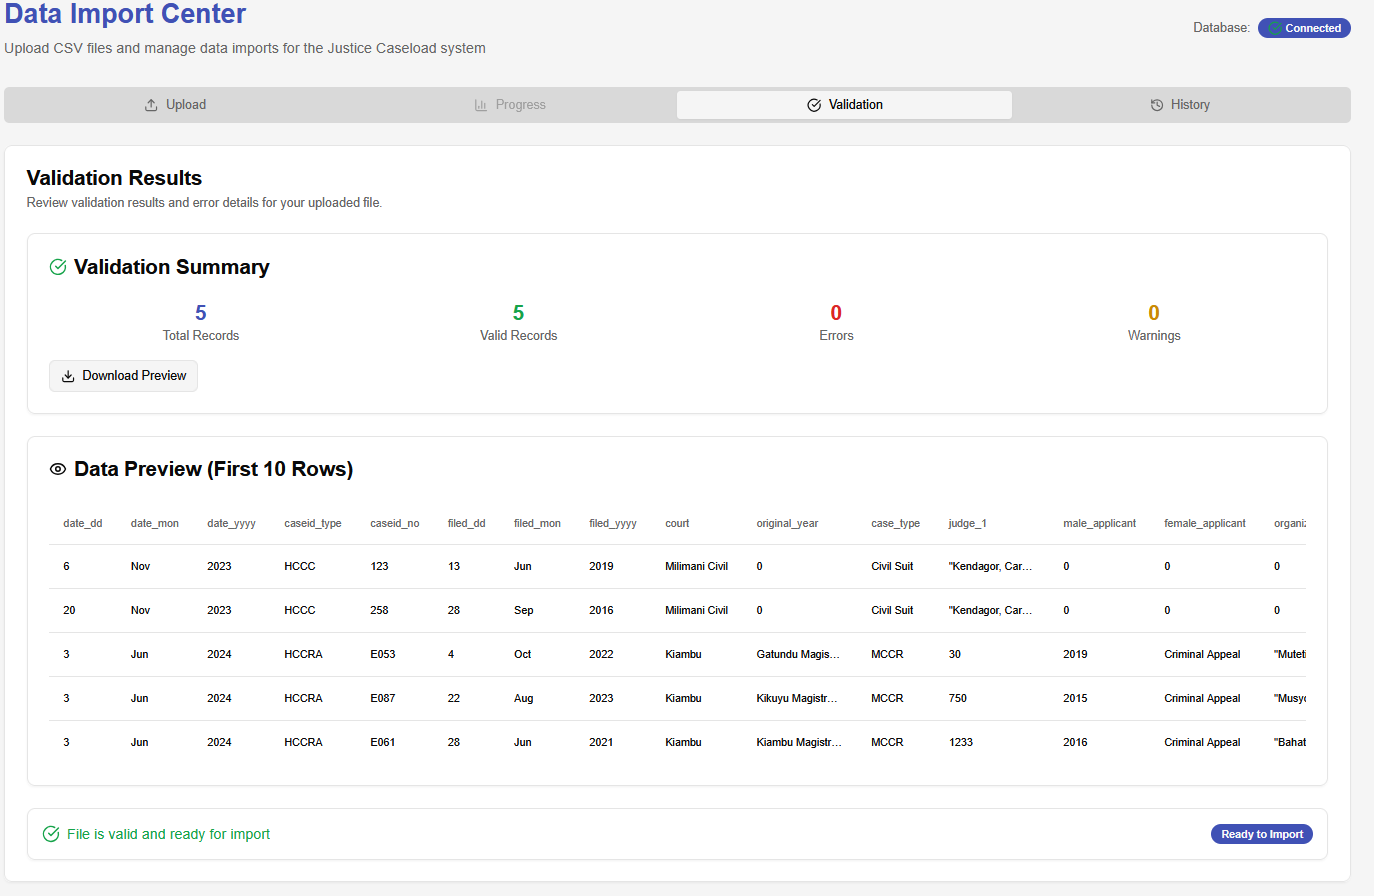 Data Import Center
Upload CSV files and manage data imports for the Justice Caseload system
Database: Connected
Upload Progress Validation History
Validation Results
Review validation results and error details for your uploaded file.
Validation Summary
5 5 0 0
Total Records Valid Records Errors Warnings
Download Preview
Data Preview (First 10 Rows)
date_dd date_mon date_yyyy caseid_type caseid_no filed_dd filed_mon filed_yyyy court original_year case_type judge_1 male_applicant female_applicant organiz
6 Nov 2023 HCCC 123 13 Jun 2019 Milimani Civil 0 Civil Suit "Kendagor, Car... 0 0 0
20 Nov 2023 HCCC 258 28 Sep 2016 Milimani Civil 0 Civil Suit "Kendagor, Car... 0 0 0
3 Jun 2024 HCCRA E053 4 Oct 2022 Kiambu Gatundu Magis... MCCR 30 2019 Criminal Appeal "Muteti
3 Jun 2024 HCCRA E087 22 Aug 2023 Kiambu Kikuyu Magistr... MCCR 750 2015 Criminal Appeal "Musyo
3 Jun 2024 HCCRA E061 28 Jun 2021 Kiambu Kiambu Magistr... MCCR 1233 2016 Criminal Appeal "Bahat
File is valid and ready for import
Ready to Import